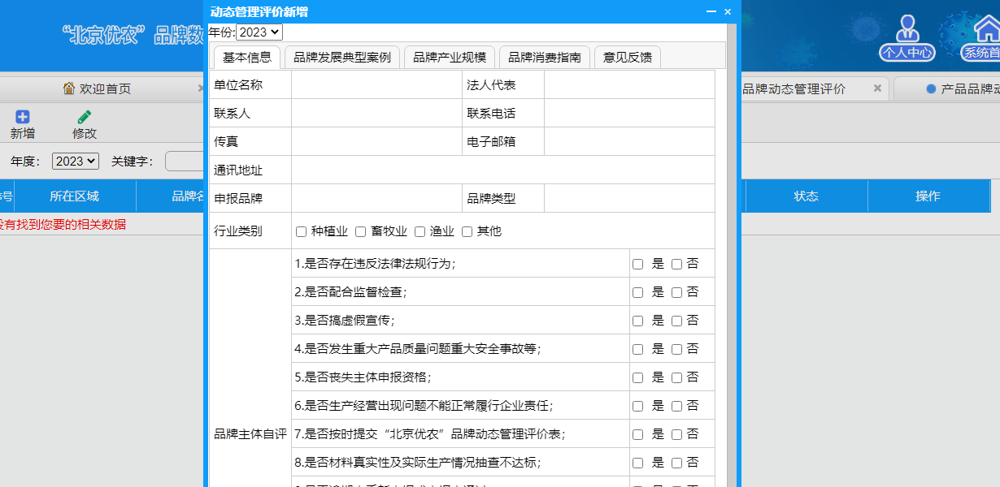 动态管理评价新增
年份: 2023
“北京优农”品牌数
个人中心
系统首
基本信息 品牌发展典型案例 品牌产业规模 品牌消费指南 意见反馈
欢迎首页
品牌动态管理评价
产品品牌动
新增 修改
年度: 2023 关键字:
序号 所在区域 品牌名 状态 操作
没有找到您要的相关数据
单位名称 法人代表
联系人 联系电话
传真 电子邮箱
通讯地址
申报品牌 品牌类型
行业类别 种植业 畜牧业 渔业 其他
品牌主体自评
1.是否存在违反法律法规行为; 是 否
2.是否配合监督检查; 是 否
3.是否搞虚假宣传; 是 否
4.是否发生重大产品质量问题重大安全事故等; 是 否
5.是否丧失主体申报资格; 是 否
6.是否生产经营出现问题不能正常履行企业责任; 是 否
7.是否按时提交“北京优农”品牌动态管理评价表; 是 否
8.是否材料真实性及实际生产情况抽查不达标; 是 否